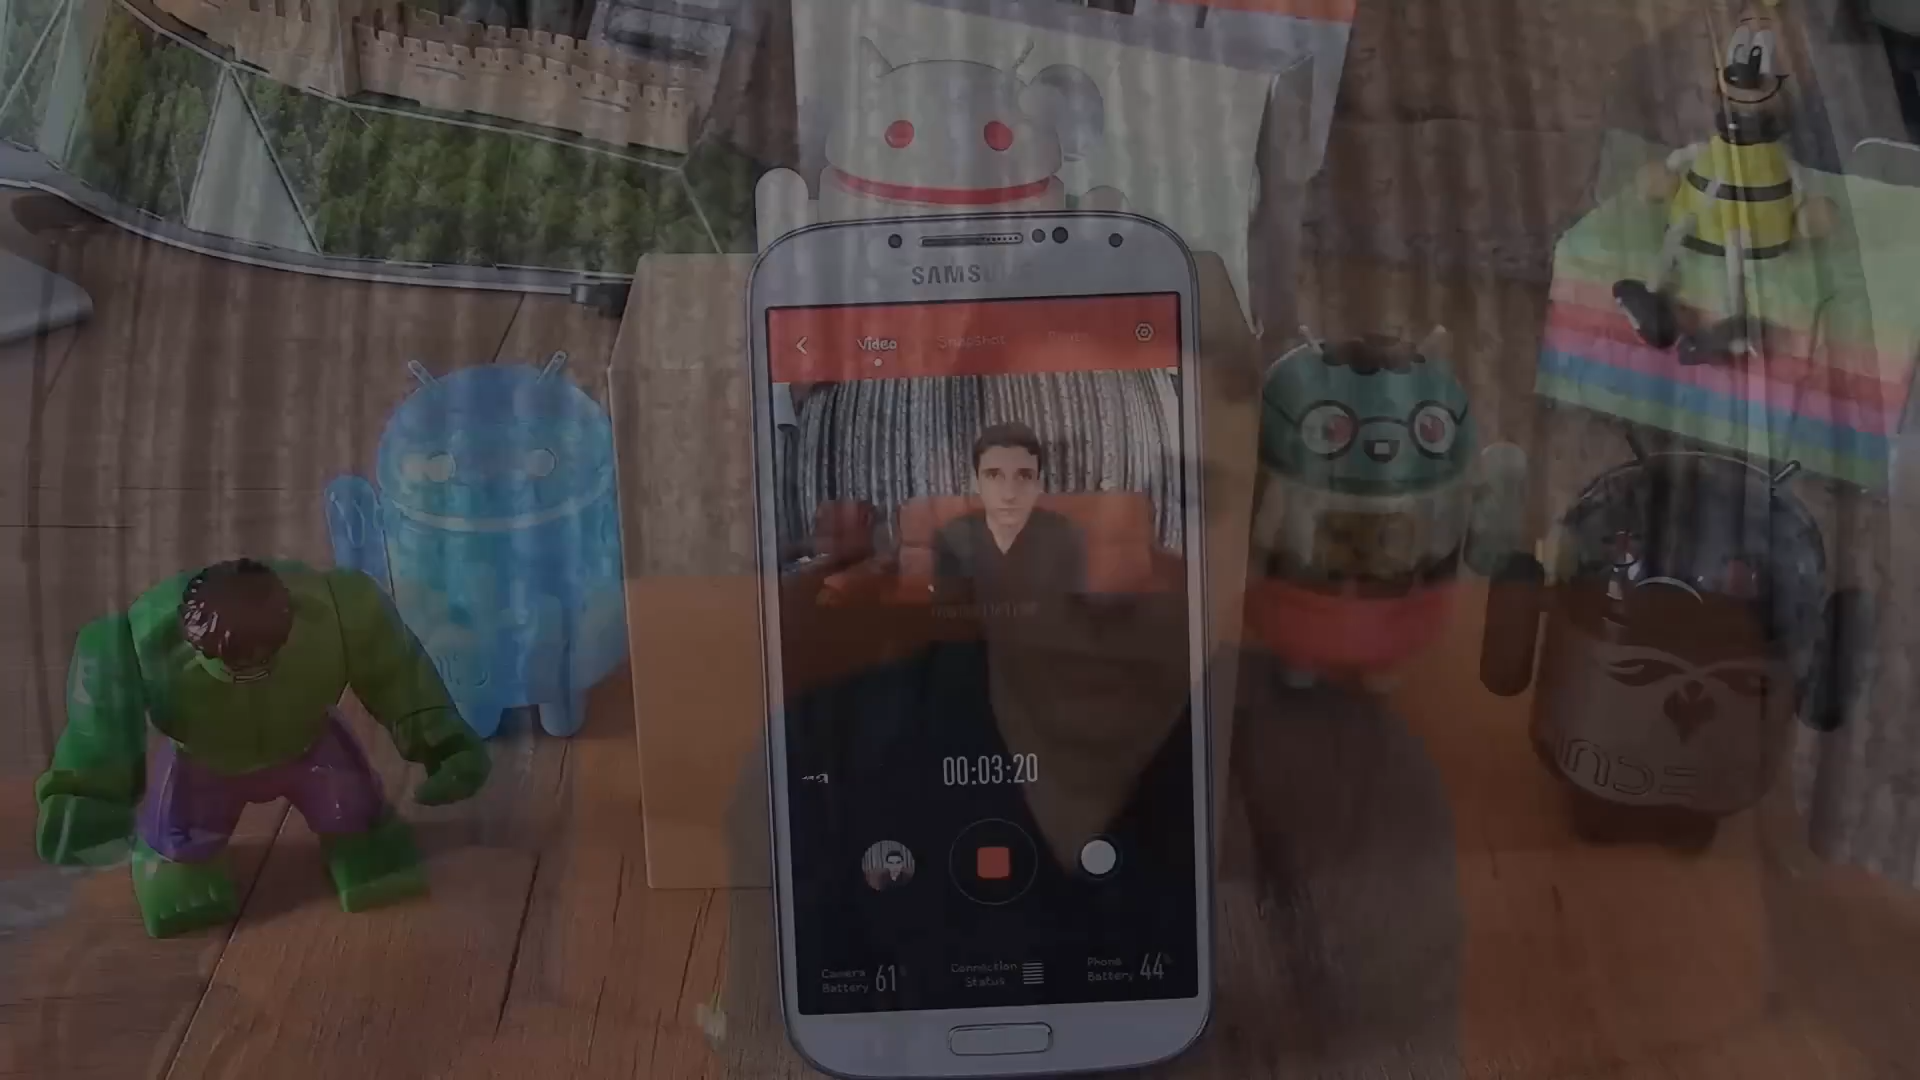 SAMSUNG
Video Snapshot
00:03:20
Camera Battery 61%
Connection Status
Phone Battery 44%